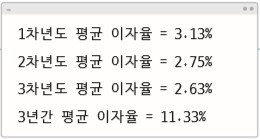 1차년도 평균 이자율 = 3.13%
2차년도 평균 이자율 = 2.75%
3차년도 평균 이자율 = 2.63%
3년간 평균 이자율 = 11.33%